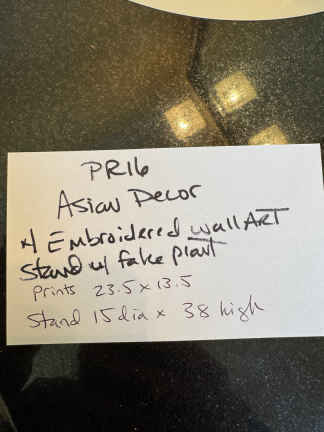 PR16
Asian Decor
4 Embroidered wall ART
Stand w/ fake plant
prints 23.5 x 13.5
Stand 15 dia x 38 high